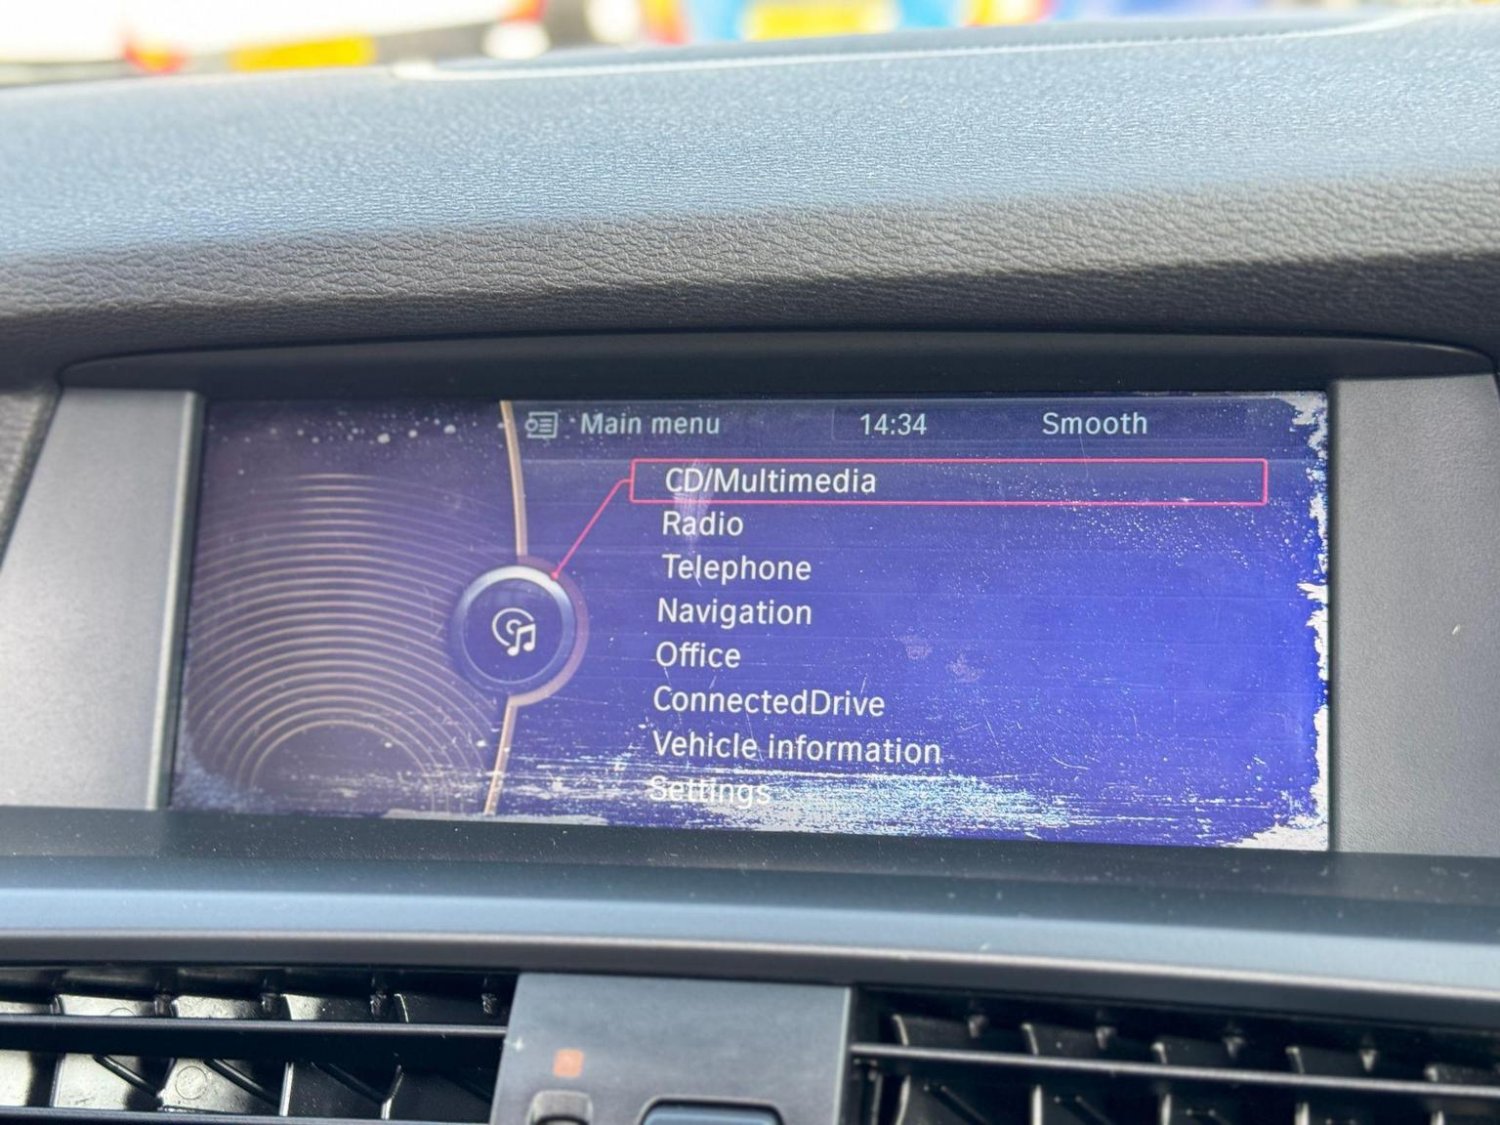 Main menu 14:34 Smooth
CD/Multimedia
Radio
Telephone
Navigation
Office
ConnectedDrive
Vehicle information
Settings